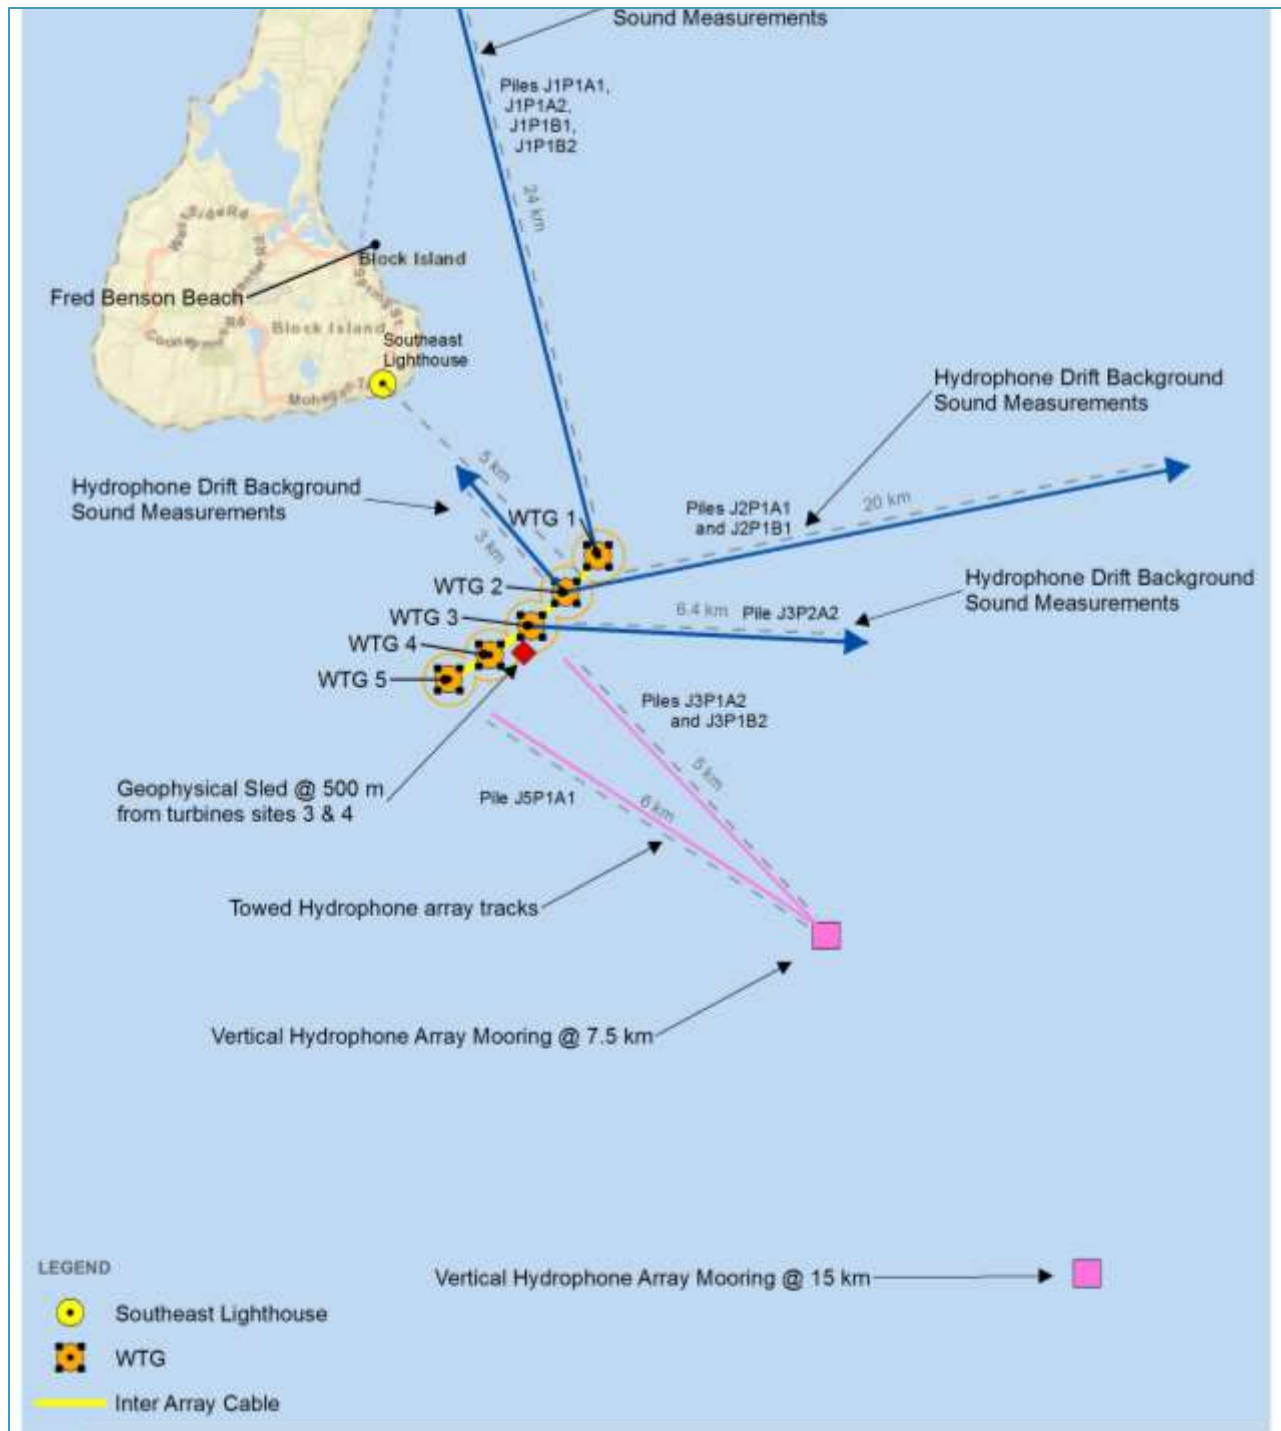 Sound Measurements
Piles J1P1A1,
J1P1A2,
J1P1B1,
J1P1B2
24 km
Block Island
Fred Benson Beach
Block Island
Southeast
Lighthouse
Hydrophone Drift Background
Sound Measurements
5 km
Hydrophone Drift Background
Sound Measurements
20 km
Piles J2P1A1
and J2P1B1
WTG 1
3 km
WTG 2
Hydrophone Drift Background
Sound Measurements
6.4 km
Pile J3P2A2
WTG 3
WTG 4
WTG 5
Piles J3P1A2
and J3P1B2
5 km
Geophysical Sled @ 500 m
from turbines sites 3 & 4
Pile J5P1A1
6 km
Towed Hydrophone array tracks
Vertical Hydrophone Array Mooring @ 7.5 km
LEGEND
Vertical Hydrophone Array Mooring @ 15 km
Southeast Lighthouse
WTG
Inter Array Cable